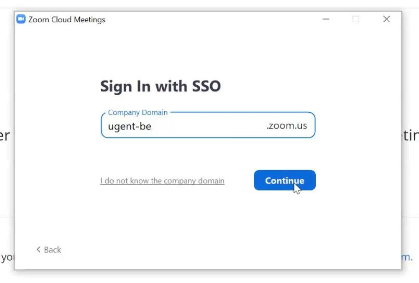 Zoom Cloud Meetings
Sign In with SSO
Company Domain
ugent-be .zoom.us
I do not know the company domain Continue
< Back